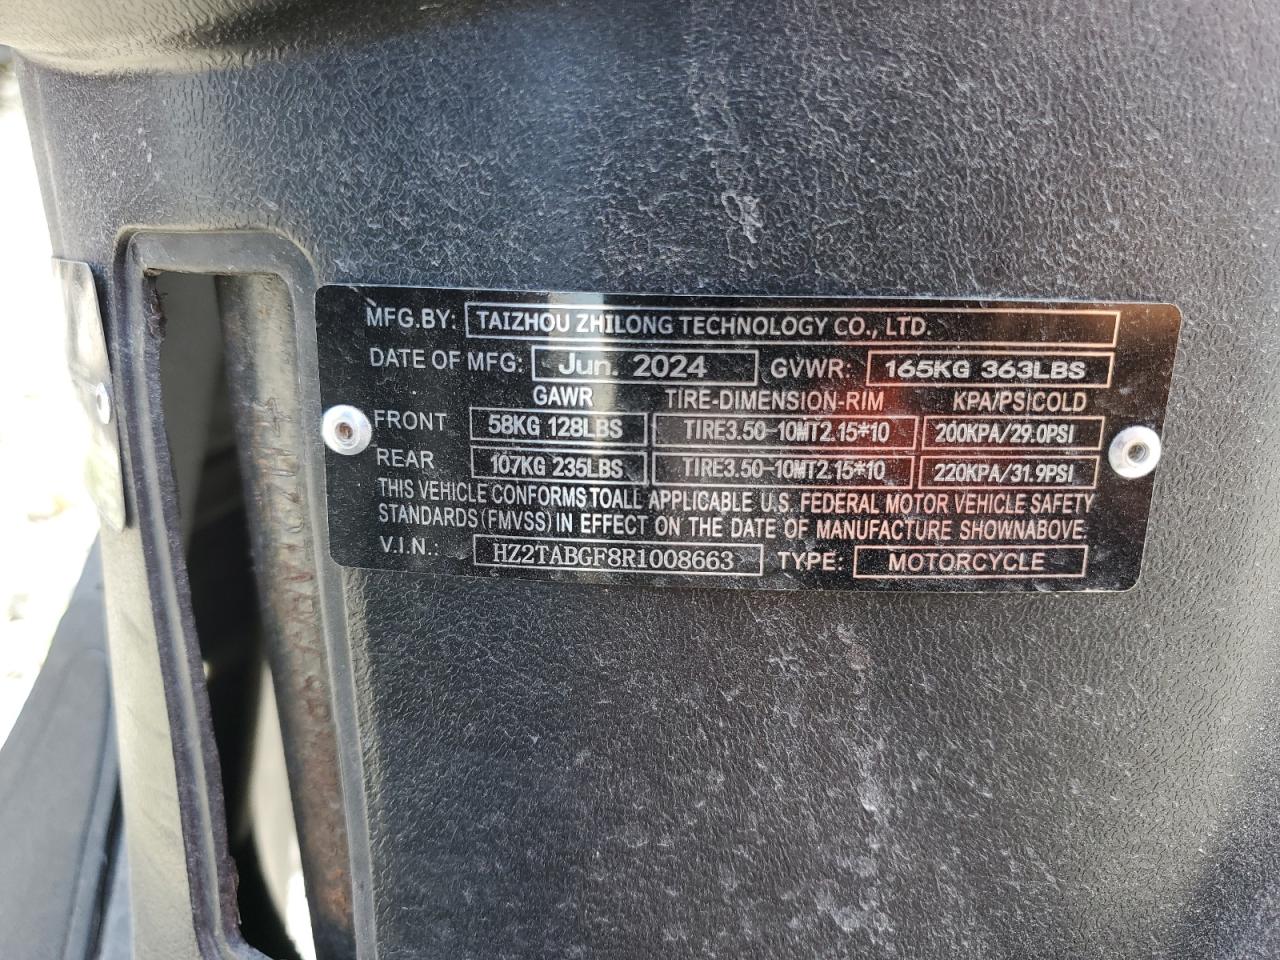 MFG.BY: TAIZHOU ZHILONG TECHNOLOGY CO., LTD.
DATE OF MFG: Jun. 2024 GVWR: 165KG 363LBS
GAWR TIRE-DIMENSION-RIM KPA/PSICOLD
FRONT 58KG 128LBS TIRE3.50-10MT2.15*10 200KPA/29.0PSI
REAR 107KG 235LBS TIRE3.50-10MT2.15*10 220KPA/31.9PSI
THIS VEHICLE CONFORMS TOALL APPLICABLE U.S. FEDERAL MOTOR VEHICLE SAFETY
STANDARDS (FMVSS) IN EFFECT ON THE DATE OF MANUFACTURE SHOWNABOVE.
V.I.N.: HZ2TABGF8R1008663 TYPE: MOTORCYCLE